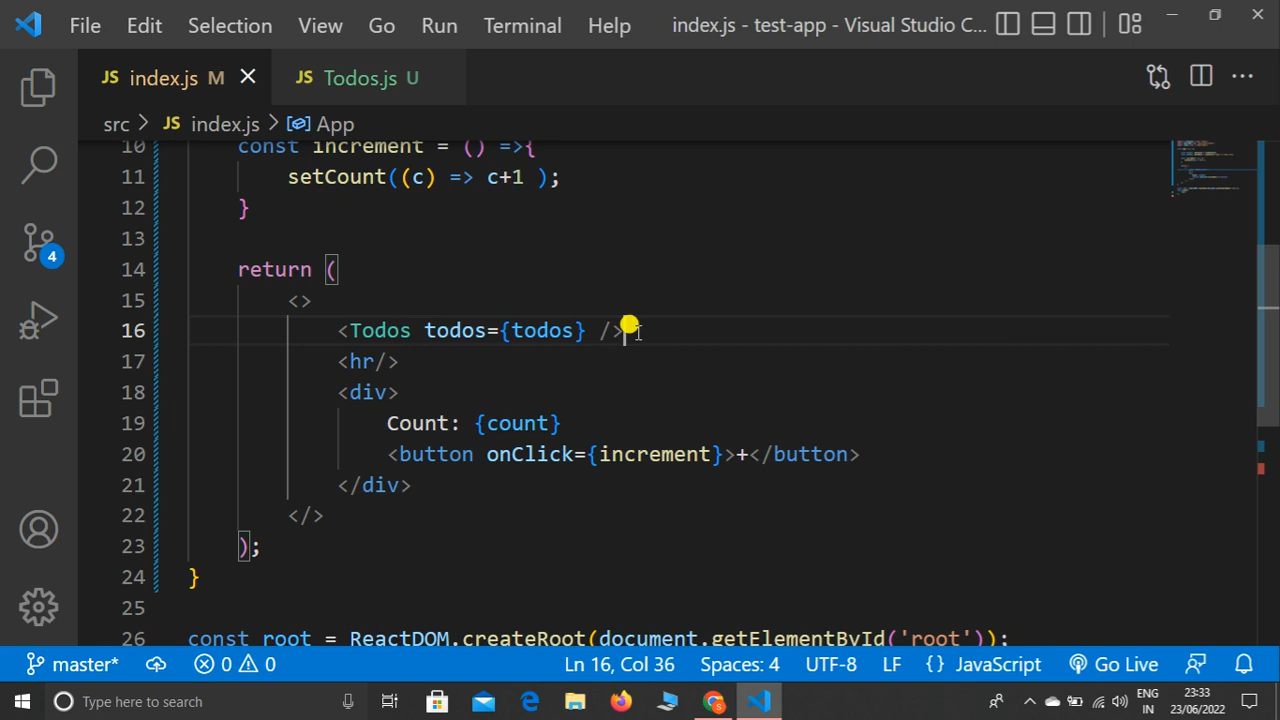 File Edit Selection View Go Run Terminal Help index.js - test-app - Visual Studio C...
JS index.js M JS Todos.js U
src > JS index.js > App
10 const increment = () =>{
11 setCount((c) => c+1 );
12 }
13
14 return (
15 <>
16 <Todos todos={todos} />
17 <hr/>
18 <div>
19 Count: {count}
20 <button onClick={increment}>+</button>
21 </div>
22 </>
23 );
24 }
25
26 const root = ReactDOM.createRoot(document.getElementById('root'));
4
master* 0 0 Ln 16, Col 36 Spaces: 4 UTF-8 LF {} JavaScript Go Live
Type here to search
ENG
IN
23:33
23/06/2022